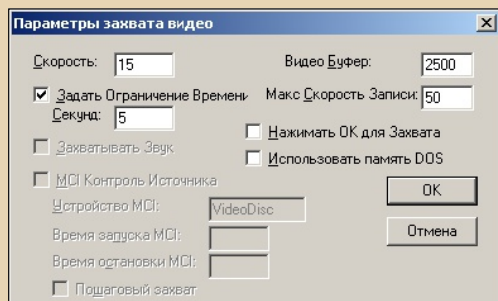 Параметры захвата видео
Скорость: 15
Видео Буфер: 2500
Задать Ограничение Времени
Макс Скорость Записи: 50
Секунд: 5
Нажимать ОК для Захвата
Захватывать Звук
Использовать память DOS
MCI Контроль Источника
OK
Устройство MCI: VideoDisc
Отмена
Время запуска MCI:
Время остановки MCI:
Пошаговый захват